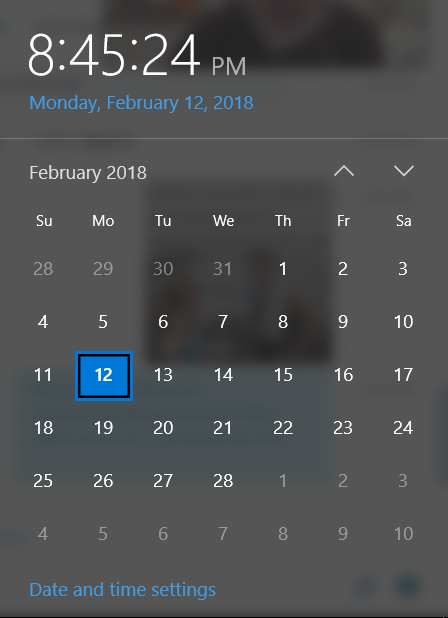 8:45:24 PM
Monday, February 12, 2018
February 2018
Su Mo Tu We Th Fr Sa
28 29 30 31 1 2 3
4 5 6 7 8 9 10
11 12 13 14 15 16 17
18 19 20 21 22 23 24
25 26 27 28 1 2 3
4 5 6 7 8 9 10
Date and time settings